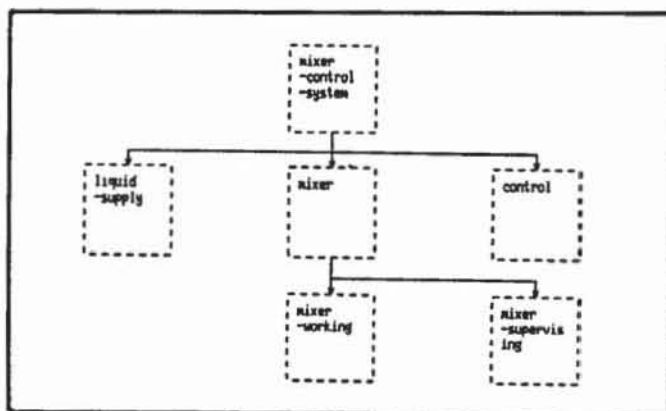 mixer
-control
-system
liquid
-supply
mixer
control
mixer
-working
mixer
-supervis
ing